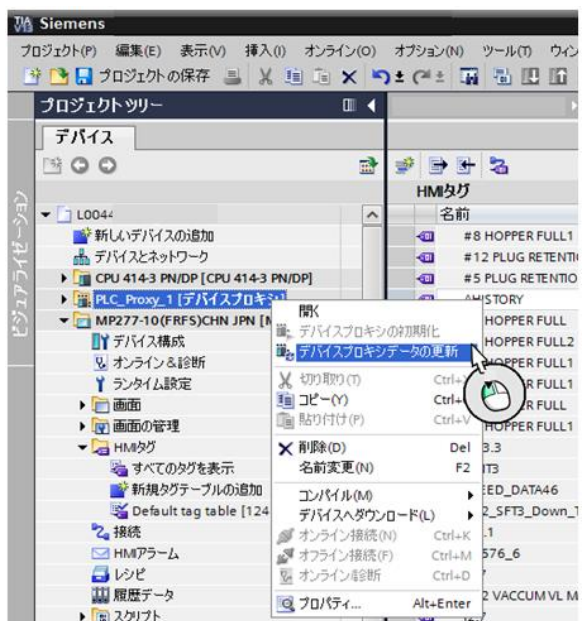 Siemens
プロジェクト(P) 編集(E) 表示(V) 挿入(I) オンライン(O) オプション(N) ツール(T) ウィン
プロジェクトの保存
プロジェクトツリー
デバイス
ビジュアライゼーション
L0044
新しいデバイスの追加
デバイスとネットワーク
CPU 414-3 PN/DP [CPU 414-3 PN/DP]
PLC_Proxy_1 [デバイスプロキシ]
MP277-10(FRFS)CHN JPN [M
デバイス構成
オンライン＆診断
ランタイム設定
画面
画面の管理
HMIタグ
すべてのタグを表示
新規タグテーブルの追加
Default tag table [124
接続
HMIアラーム
レシピ
履歴データ
スクリプト
開く
デバイスプロキシの初期化
デバイスプロキシデータの更新
切り取り(T) Ctrl+
コピー(Y) Ctrl+
貼り付け(P) Ctrl+V
削除(D) Del
名前変更(N) F2
コンパイル(M)
デバイスへダウンロード(L)
オンライン接続(N) Ctrl+K
オフライン接続(F) Ctrl+M
オンライン&診断 Ctrl+D
プロパティ... Alt+Enter
HMIタグ
名前
#8 HOPPER FULL1
#12 PLUG RETENTI
#5 PLUG RETENTIO
HISTORY
HOPPER FULL
HOPPER FULL2
HOPPER FULL1
R FULL1
ER FULL
HOPPER FULL1
3.3
NT3
EED_DATA46
2_SFT3_Down_T
.1
576_6
2 VACCUM VL M